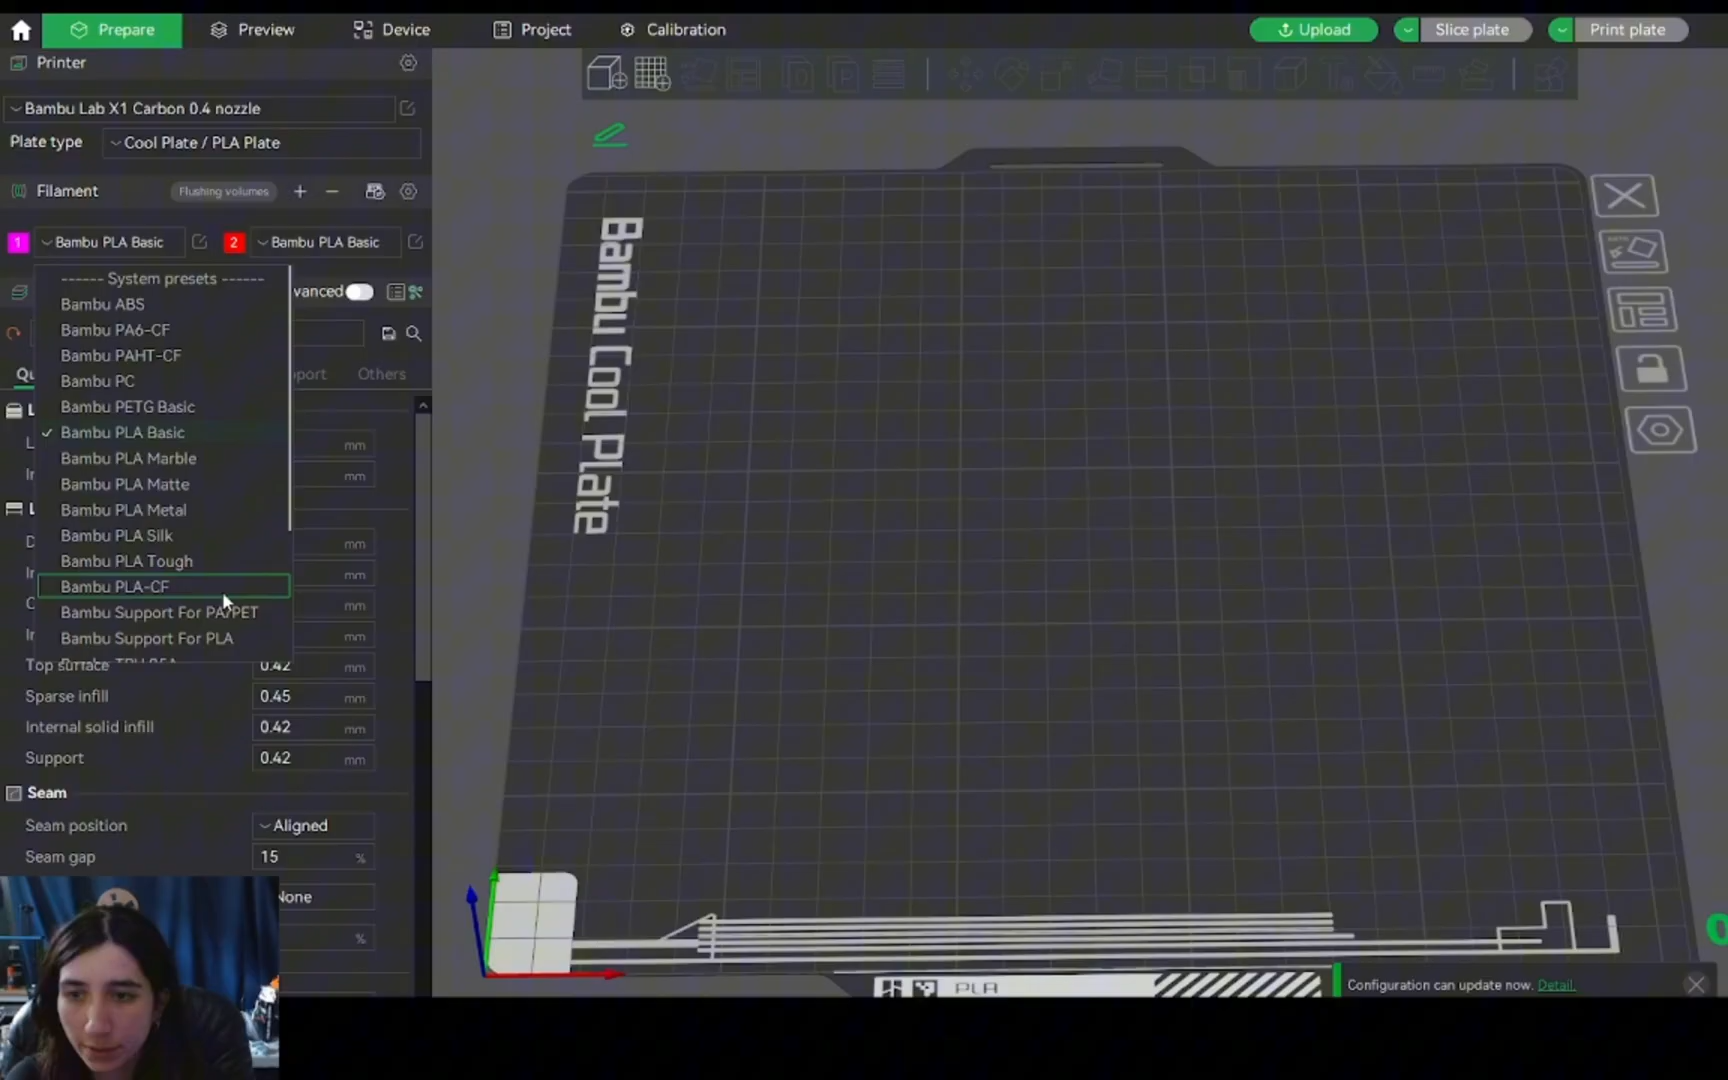 Prepare Preview Device Project Calibration Upload Slice plate Print plate
Printer
Bambu Lab X1 Carbon 0.4 nozzle
Plate type Cool Plate / PLA Plate
Filament Flushing volumes + −
1 Bambu PLA Basic 2 Bambu PLA Basic
------ System presets ------
vanced
Bambu ABS
Bambu PA6-CF
Bambu PAHT-CF
Qu port Others
Bambu PC
Bambu PETG Basic
Bambu PLA Basic
mm
Bambu PLA Marble
mm
Bambu PLA Matte
Bambu PLA Metal
Bambu PLA Silk
mm
Bambu PLA Tough
mm
Bambu PLA-CF
mm
Bambu Support For PA/PET
Bambu Support For PLA
mm
Top surface 0.42 mm
Sparse infill 0.45 mm
Internal solid infill 0.42 mm
Support 0.42 mm
Seam
Seam position Aligned
Seam gap 15 %
None
%
Bambu Cool Plate
PLA
Configuration can update now. Detail.